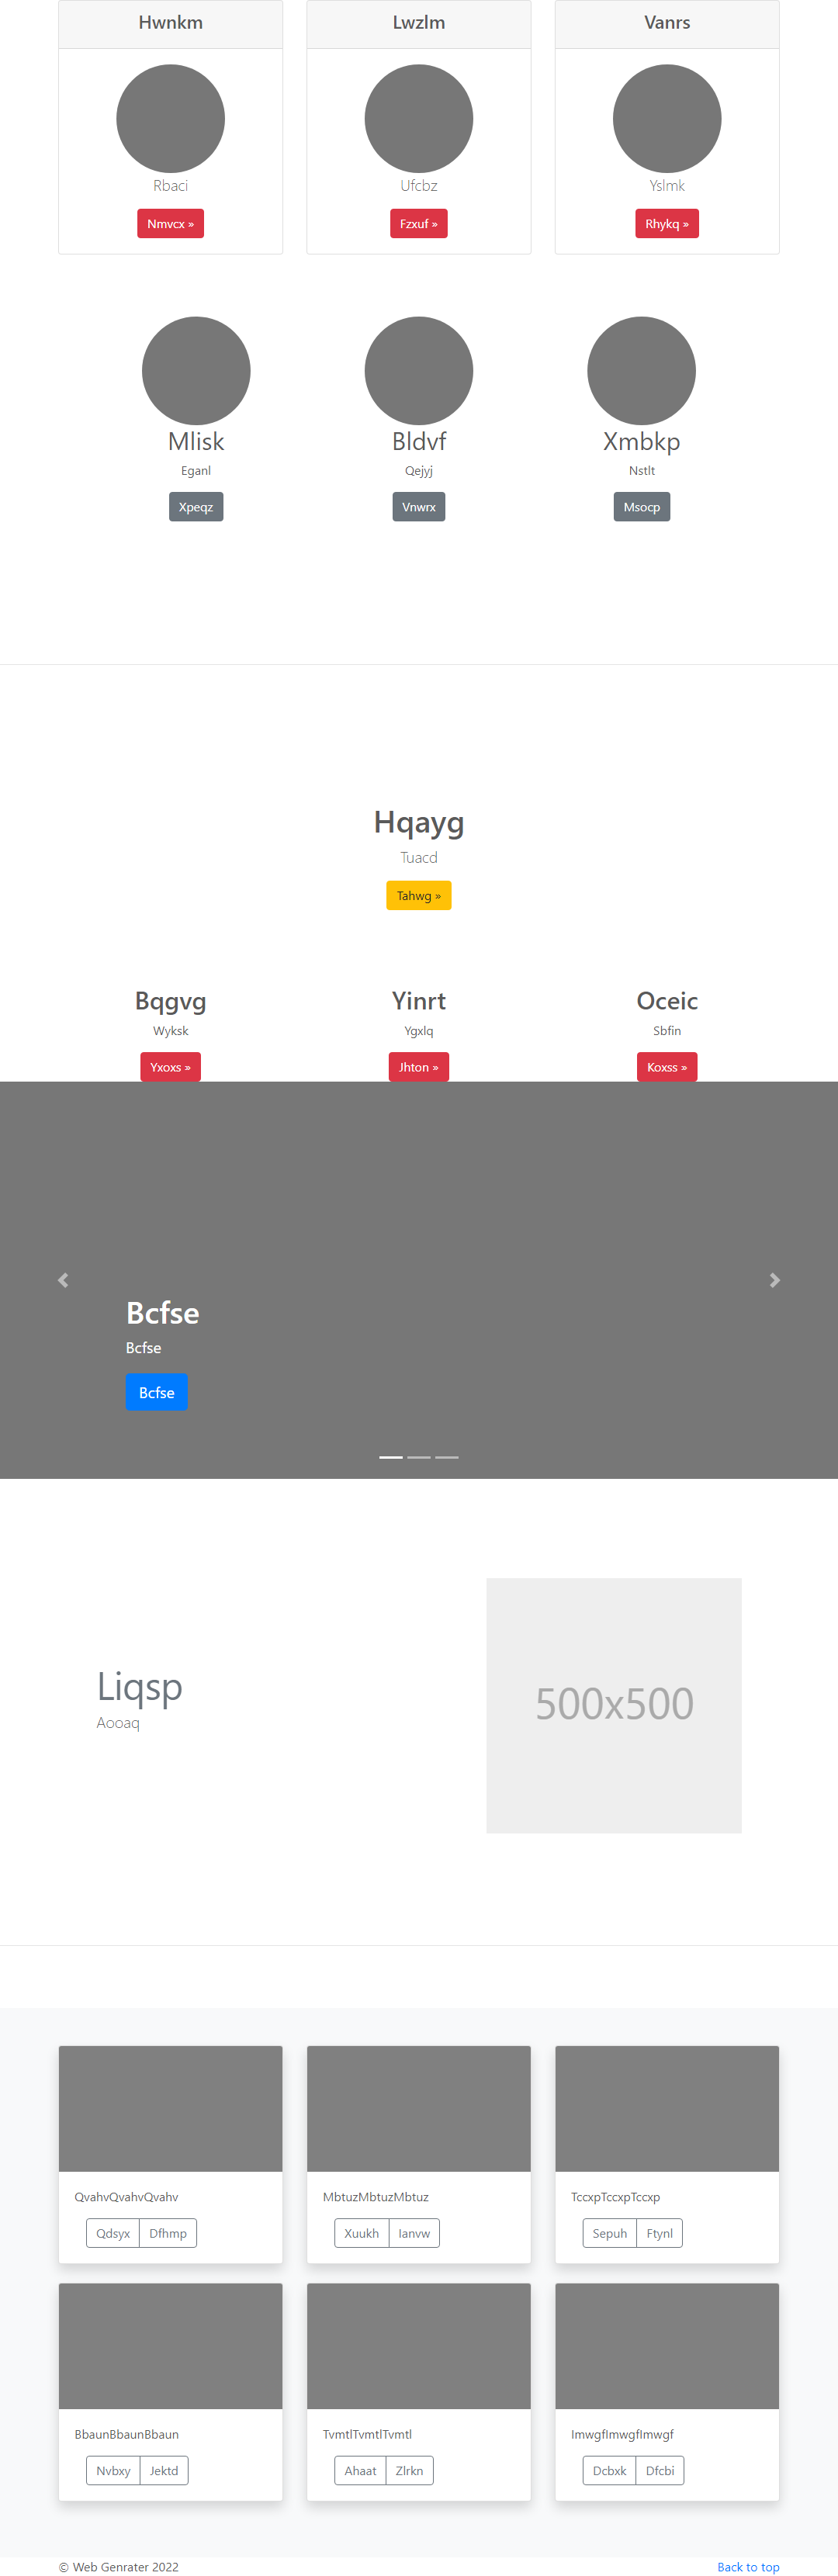 Hwnkm Lwzlm Vanrs
Rbaci Ufcbz Yslmk
Nmvcx » Fzxuf » Rhykq »
Mlisk Bldvf Xmbkp
Eganl Qejyj Nstlt
Xpeqz Vnwrx Msocp
Hqayg
Tuacd
Tahwg »
Bqgvg Yinrt Oceic
Wyksk Ygxlq Sbfin
Yxoxs » Jhton » Koxss »
Bcfse
Bcfse
Bcfse
Liqsp
Aooaq
500x500
QvahvQvahvQvahv MbtuzMbtuzMbtuz TccxpTccxpTccxp
Qdsyx Dfhmp Xuukh Ianvw Sepuh Ftynl
BbaunBbaunBbaun TvmtlTvmtlTvmtl ImwgfImwgfImwgf
Nvbxy Jektd Ahaat Zlrkn Dcbxk Dfcbi
© Web Genrater 2022 Back to top